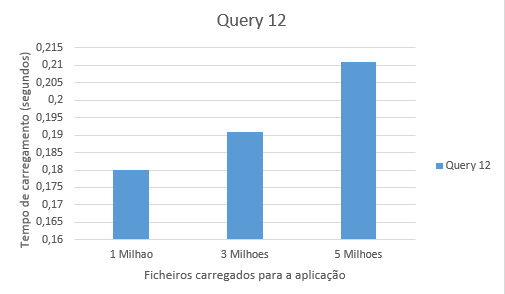 Query 12
Tempo de carregamento (segundos)
0,215
0,21
0,205
0,2
0,195
0,19
0,185
0,18
0,175
0,17
0,165
0,16
1 Milhao
3 Milhoes
5 Milhoes
Ficheiros carregados para a aplicação
Query 12